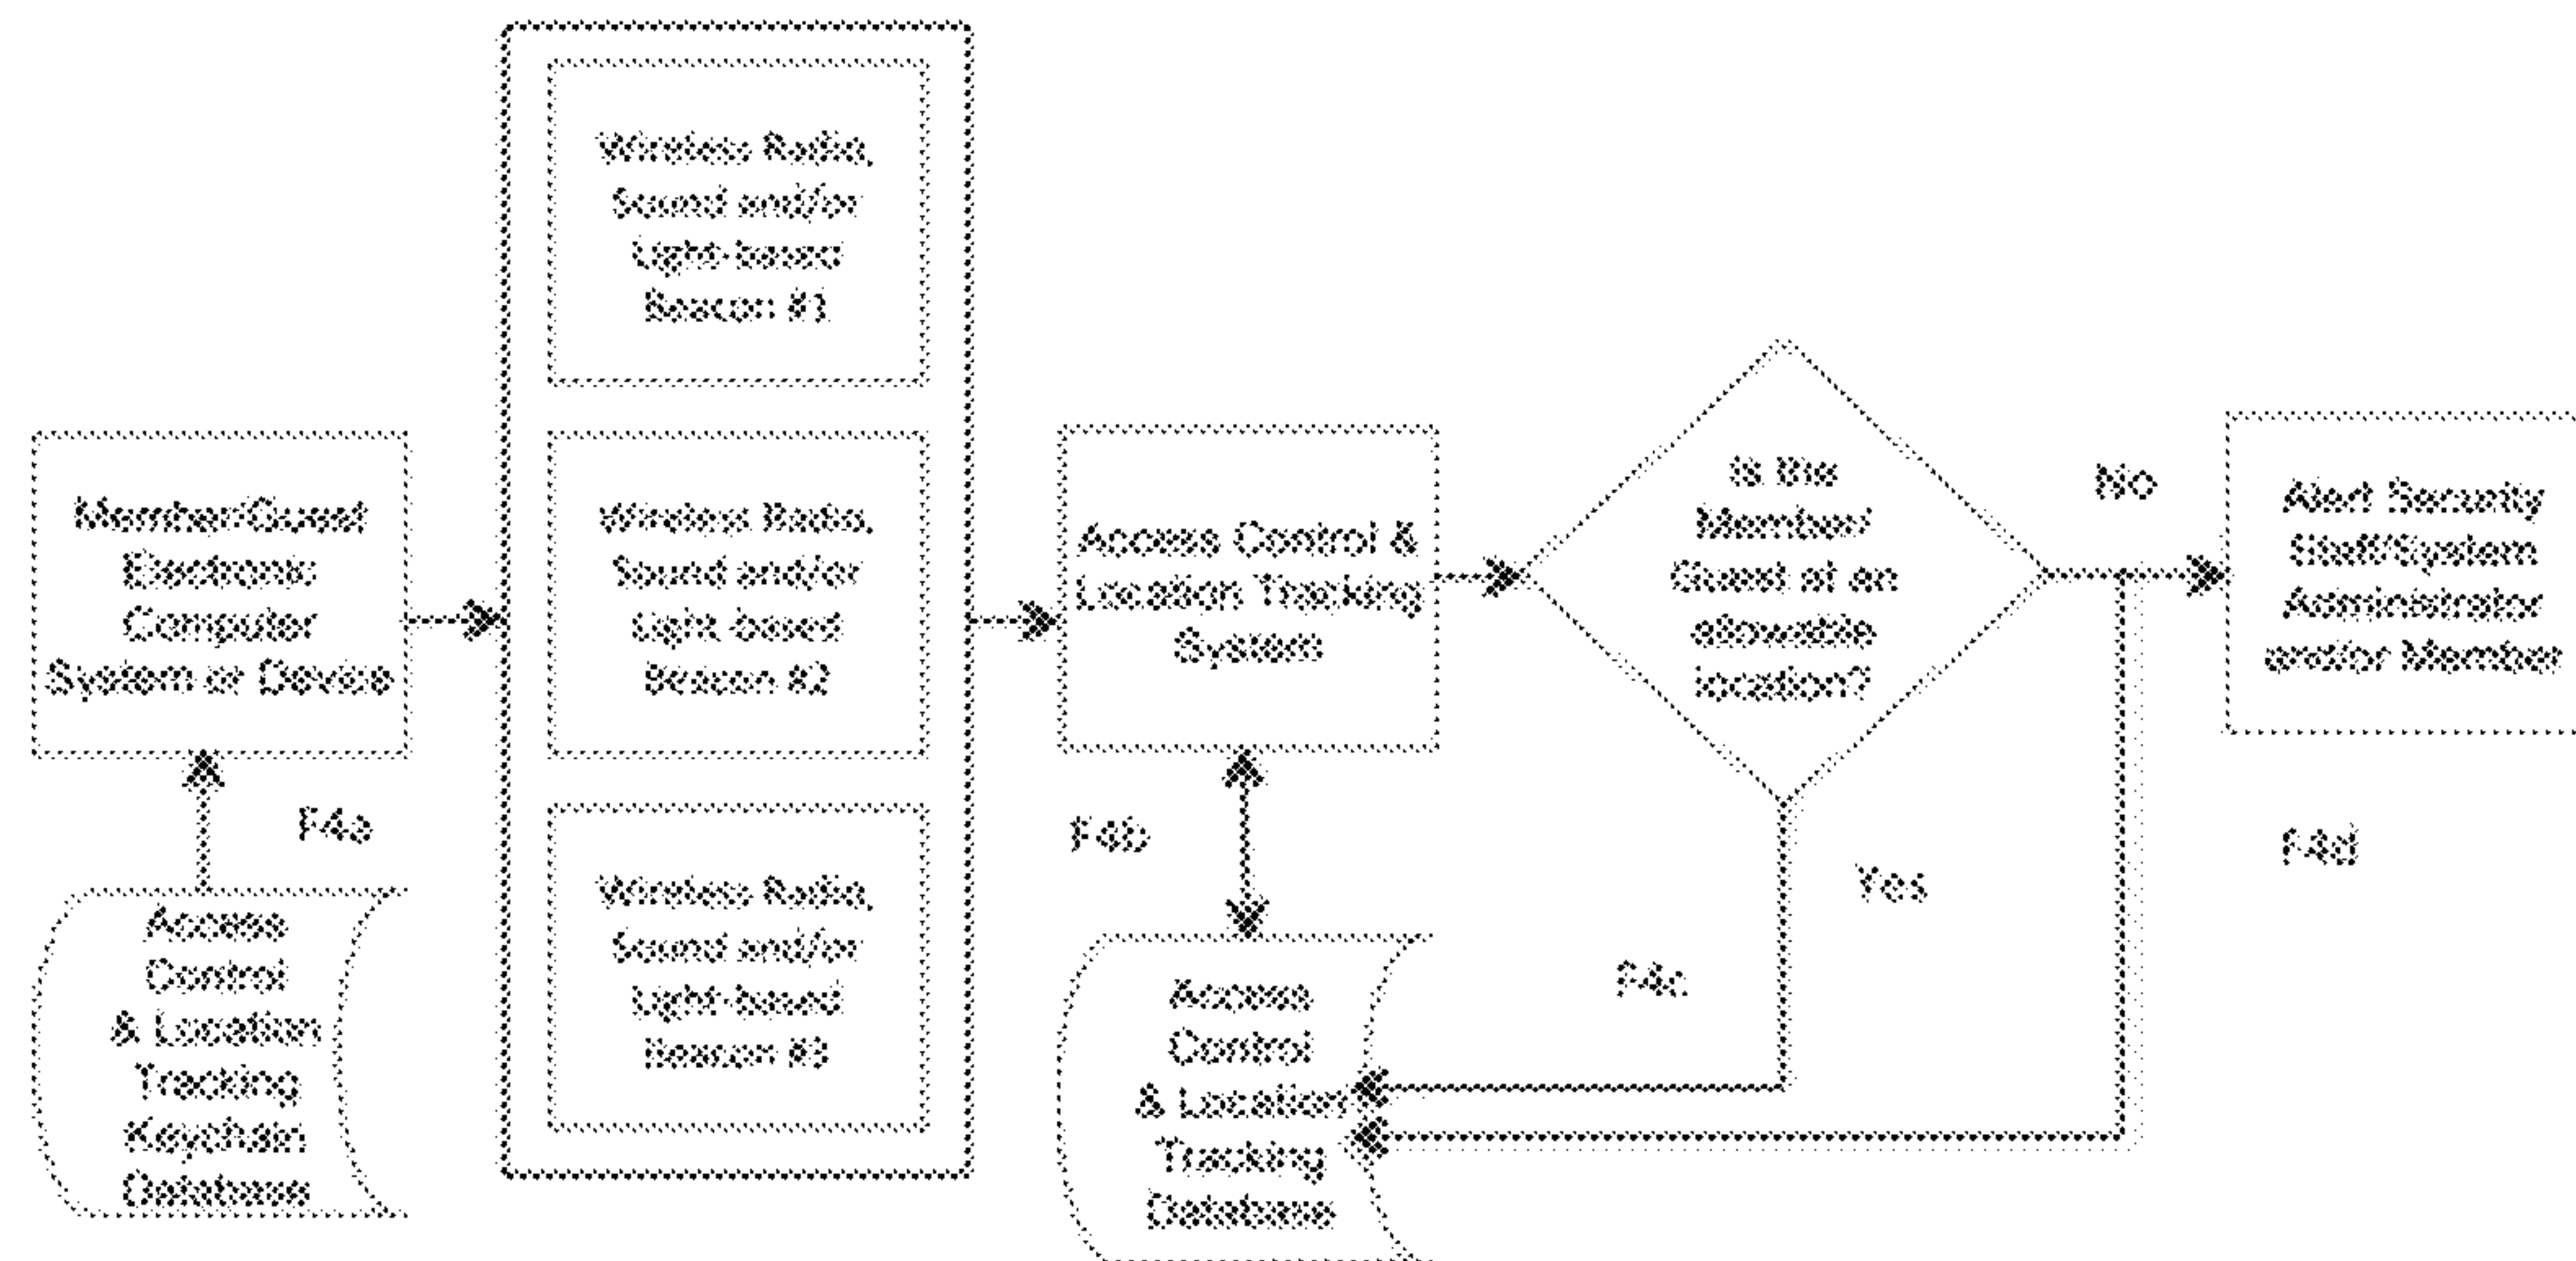 Wireless Radio,
Sound and/or
Light-based
Beacon #1
Member/Guest
Electronic
Computer
System or Device
Wireless Radio,
Sound and/or
Light-based
Beacon #2
Access Control &
Location Tracking
System
Is the
Member/
Guest at an
allowable
location?
No
Alert Security
Staff/System
Administrator
and/or Member
F4a
F4b
F4d
Yes
F4c
Access
Control
& Location
Tracking
Keychain
Database
Wireless Radio,
Sound and/or
Light-based
Beacon #3
Access
Control
& Location
Tracking
Database